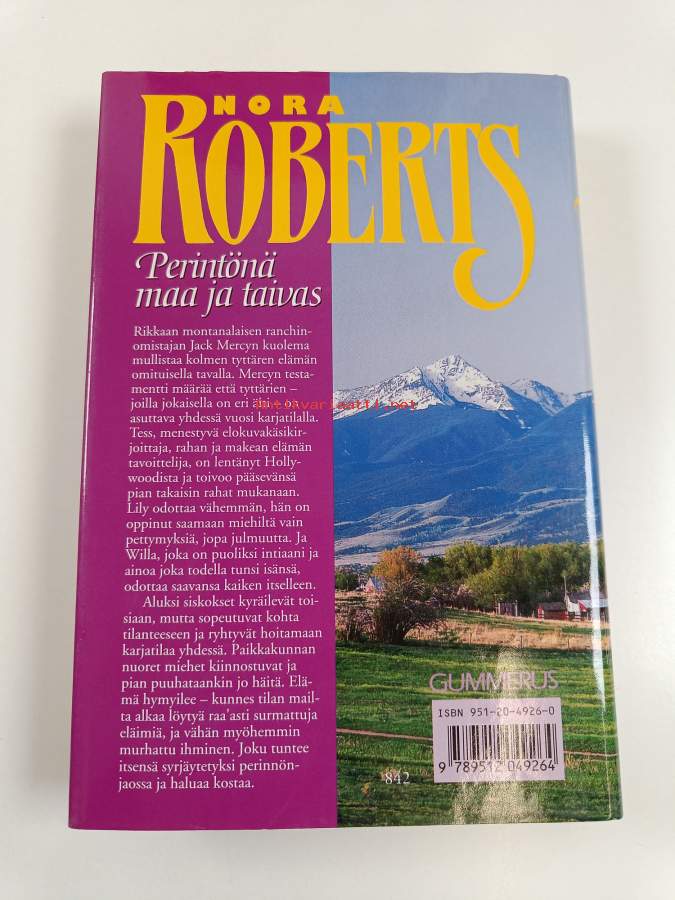 NORA
ROBERTS
Perintönä
maa ja taivas
Rikkaan montanalaisen ranchin-
omistajan Jack Mercyn kuolema
mullistaa kolmen tyttären elämän
omituisella tavalla. Mercyn testa-
mentti määrää että tyttärien –
joilla jokaisella on eri äiti
antikvariaatti.net
asuttava yhdessä vuosi karjatilalla.
Tess, menestyvä elokuvakäsikir-
joittaja, rahan ja makean elämän
tavoittelija, on lentänyt Holly-
woodista ja toivoo pääsevänsä
pian takaisin rahat mukanaan.
Lily odottaa vähemmän, hän on
oppinut saamaan miehiltä vain
pettymyksiä, jopa julmuutta. Ja
Willa, joka on puoliksi intiaani ja
ainoa joka todella tunsi isänsä,
odottaa saavansa kaiken itselleen.
Aluksi siskokset kyräilevät toi-
siaan, mutta sopeutuvat kohta
tilanteeseen ja ryhtyvät hoitamaan
karjatilaa yhdessä. Paikkakunnan
nuoret miehet kiinnostuvat ja
pian puuhataankin jo häitä. Elä-
mä hymyilee – kunnes tilan mail-
ta alkaa löytyä raa'asti surmattuja
eläimiä, ja vähän myöhemmin
murhattu ihminen. Joku tuntee
itsensä syrjäytetyksi perinnön-
jaossa ja haluaa kostaa.
GUMMERUS
ISBN 951-20-4926-0
9 789512 049264
842